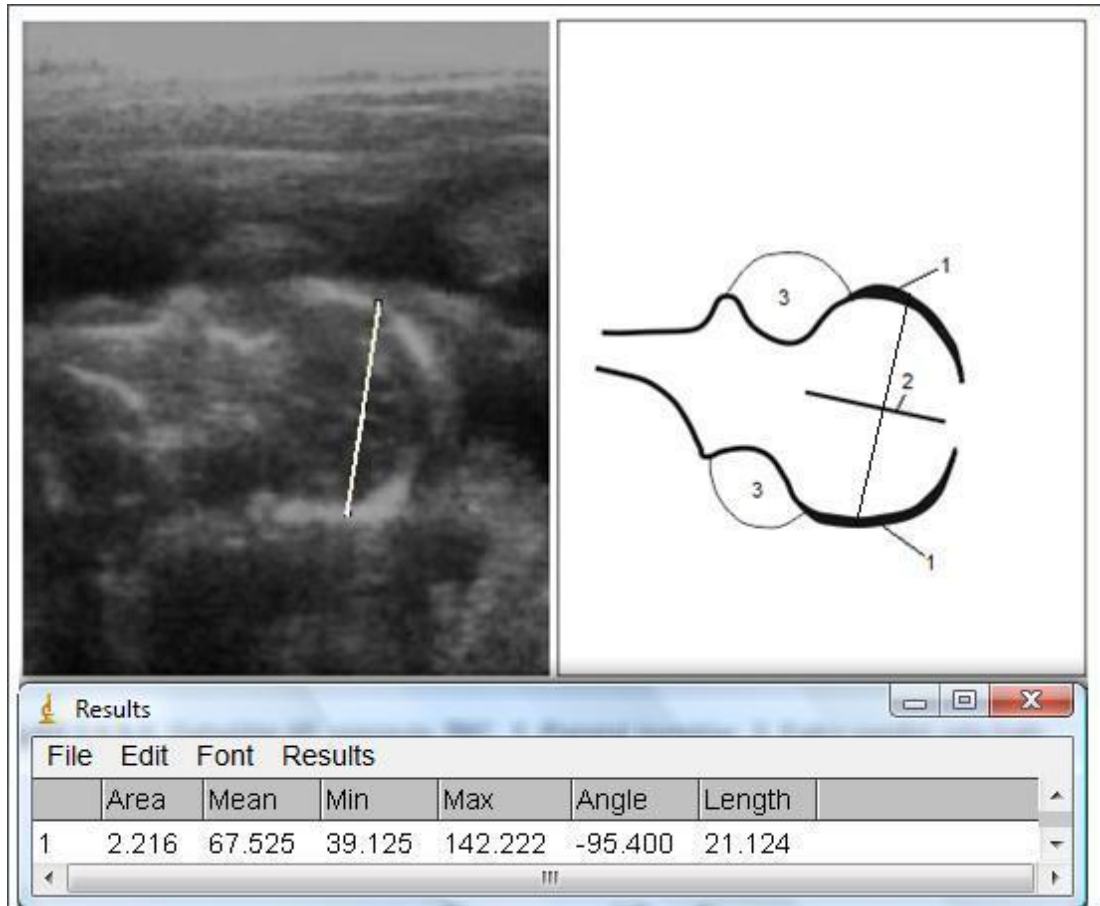 1
3
2
3
1
Results
File Edit Font Results
Area Mean Min Max Angle Length
1 2.216 67.525 39.125 142.222 -95.400 21.124